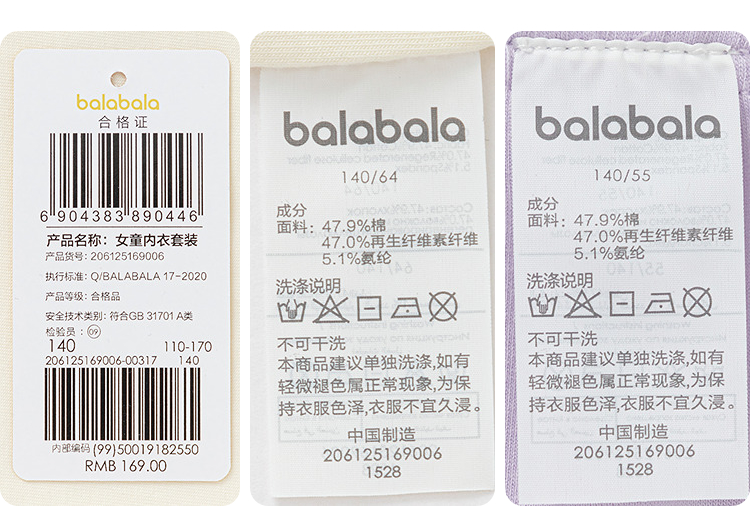 balabala
合格证
6 904383 890446
产品名称: 女童内衣套装
产品货号: 206125169006
执行标准: Q/BALABALA 17-2020
产品等级: 合格品
安全技术类别: 符合GB 31701 A类
检验员: 09
140 110-170
206125169006-00317 140
内部编码 (99)50019182550
RMB 169.00
balabala
140/64
成分
面料: 47.9%棉
47.0%再生纤维素纤维
5.1%氨纶
洗涤说明
不可干洗
本商品建议单独洗涤,如有
轻微褪色属正常现象,为保
持衣服色泽,衣服不宜久浸。
中国制造
206125169006
1528
balabala
140/55
成分
面料: 47.9%棉
47.0%再生纤维素纤维
5.1%氨纶
洗涤说明
不可干洗
本商品建议单独洗涤,如有
轻微褪色属正常现象,为保
持衣服色泽,衣服不宜久浸。
中国制造
206125169006
1528